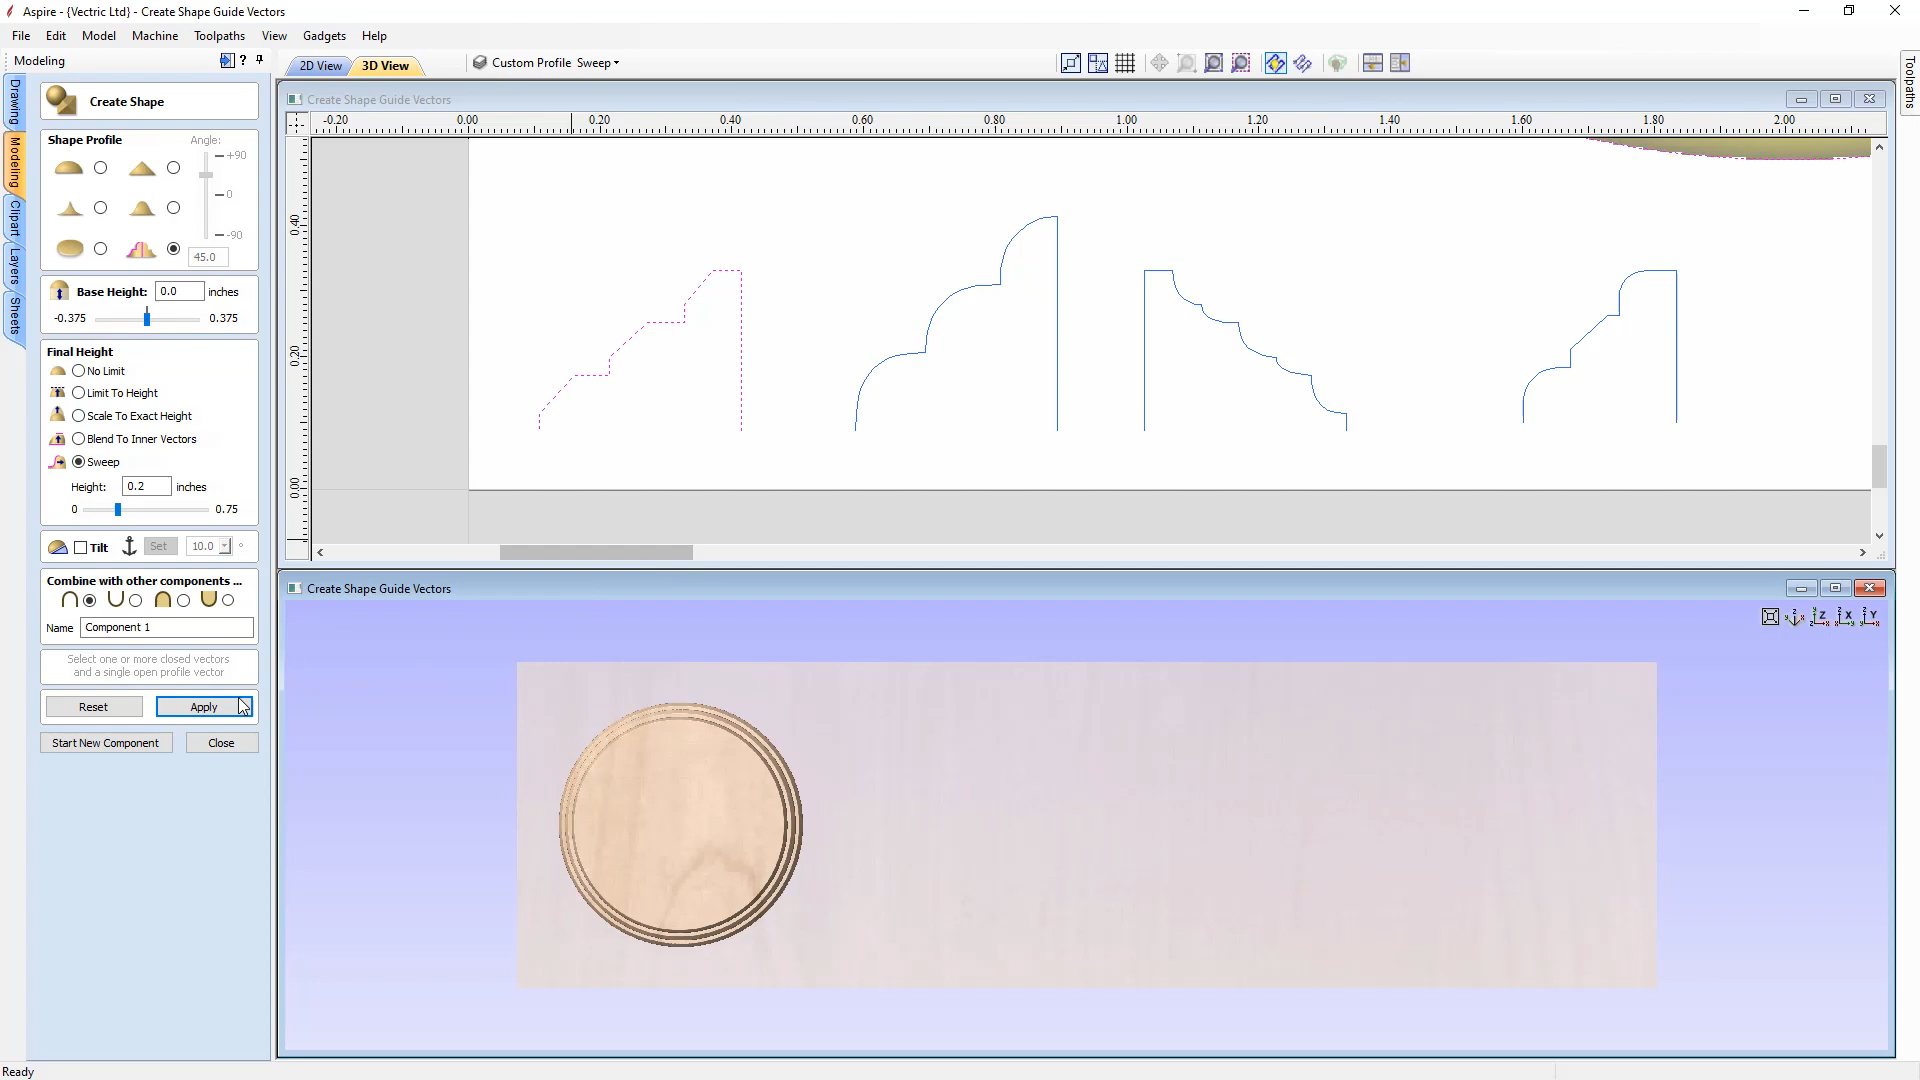 Aspire - {Vectric Ltd} - Create Shape Guide Vectors
File Edit Model Machine Toolpaths View Gadgets Help
Modeling ?
2D View 3D View Custom Profile Sweep
Drawing
Modeling
Clipart
Layers
Sheets
Toolpaths
Create Shape
Shape Profile Angle:
+90
0
-90
45.0
Base Height: 0.0 inches
-0.375 0.375
Final Height
No Limit
Limit To Height
Scale To Exact Height
Blend To Inner Vectors
Sweep
Height: 0.2 inches
0 0.75
Tilt Set 10.0 °
Combine with other components ...
Name Component 1
Select one or more closed vectors
and a single open profile vector
Reset Apply
Start New Component Close
Create Shape Guide Vectors
-0.20 0.00 0.20 0.40 0.60 0.80 1.00 1.20 1.40 1.60 1.80 2.00
0.40
0.20
0.00
Create Shape Guide Vectors
Ready